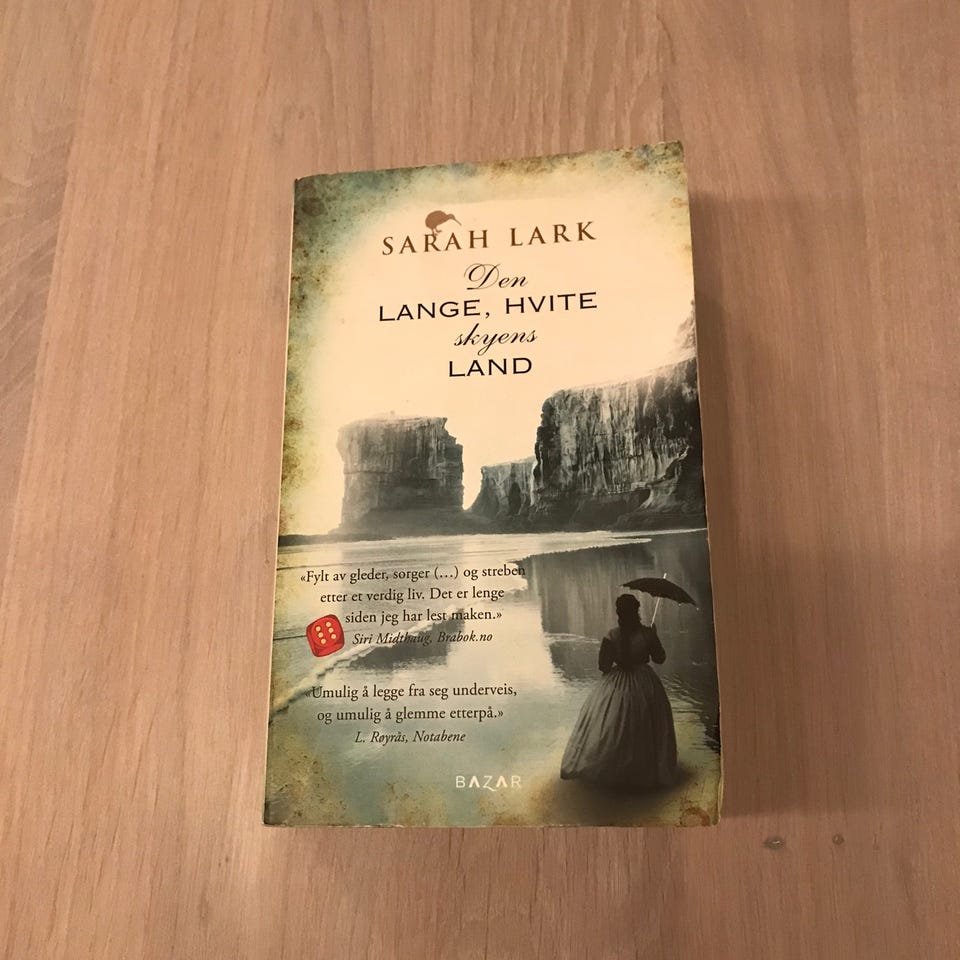 SARAH LARK
Den
LANGE, HVITE
skyens
LAND
«Fylt av gleder, sorger (...) og streben
etter et verdig liv. Det er lenge
siden jeg har lest maken.»
Siri Midthaug, Brabok.no
«Umulig å legge fra seg underveis,
og umulig å glemme etterpå.»
L. Røyrås, Notabene
BAZAR